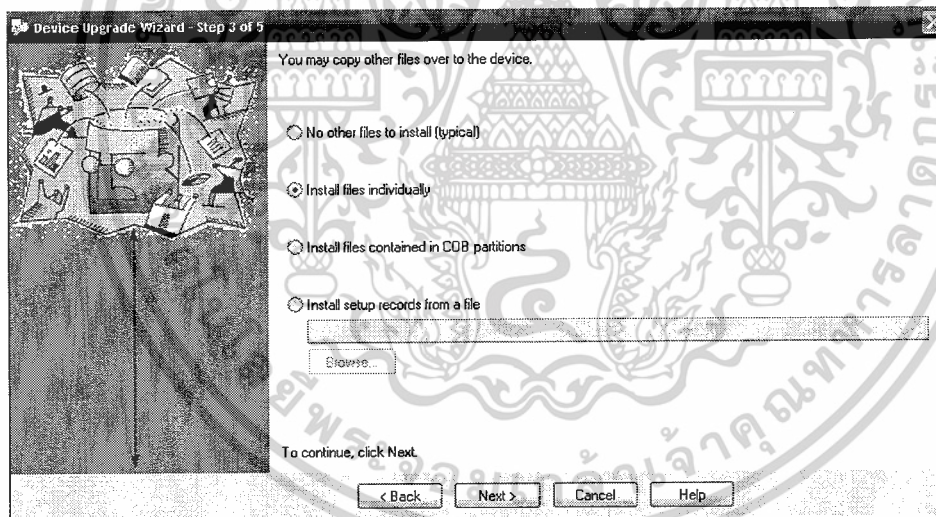 Device Upgrade Wizard - Step 3 of 5
You may copy other files over to the device.
No other files to install (typical)
Install files individually
Install files contained in COB partitions
Install setup records from a file
Browse...
To continue, click Next.
< Back
Next >
Cancel
Help